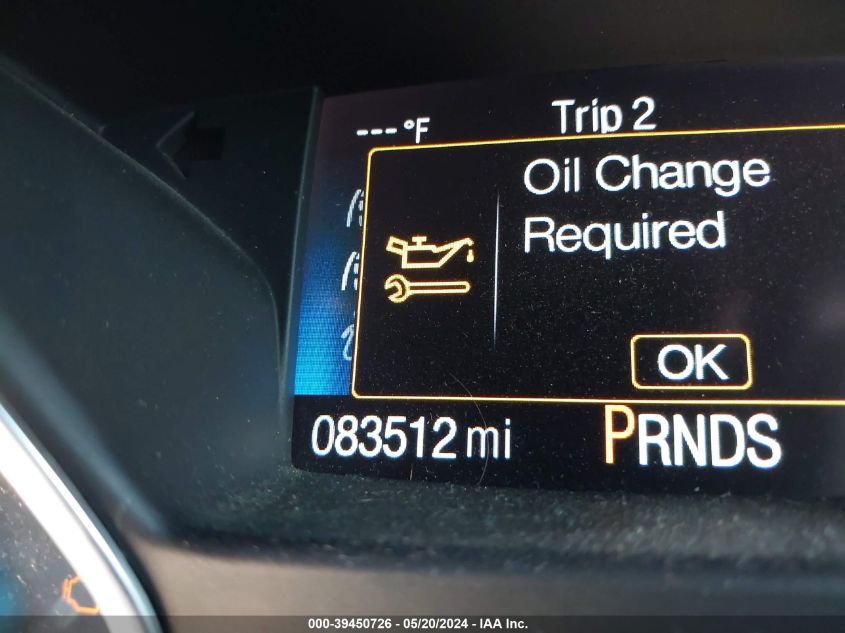 ---°F
Trip 2
Oil Change
Required
OK
083512 mi
PRNDS
000-39450726 - 05/20/2024 - IAA Inc.